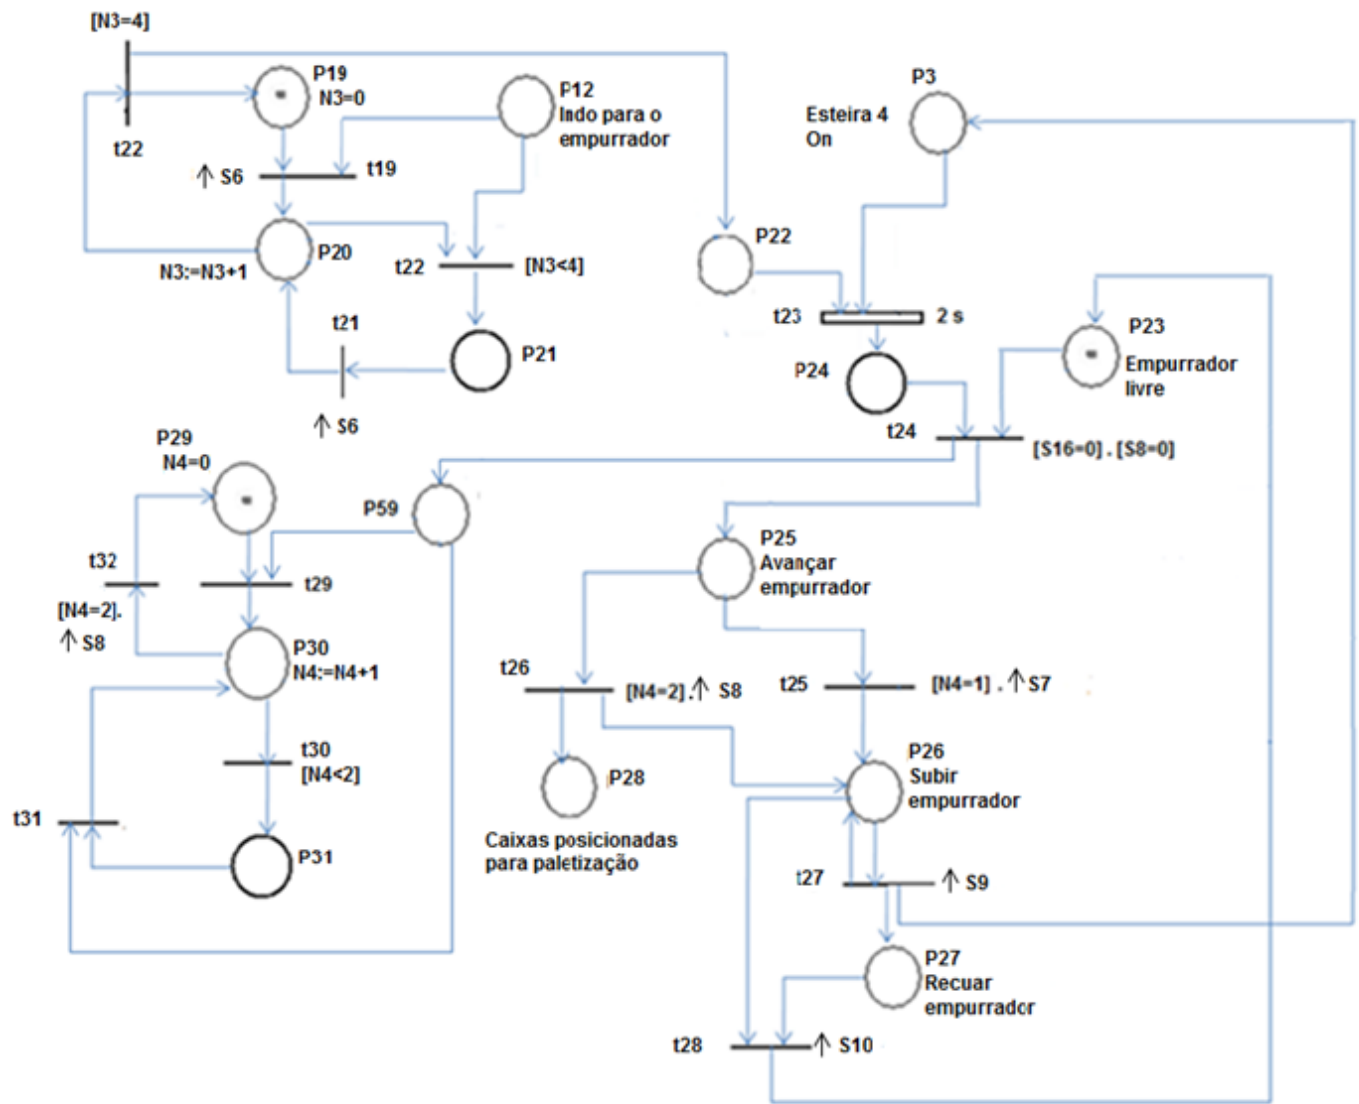 [N3=4]
P19
N3=0
P12
Indo para o
empurrador
P3
Esteira 4
On
t22
↑ S6
t19
P20
N3:=N3+1
t22
[N3<4]
P22
t21
P21
↑ S6
t23
2 s
P23
Empurrador
livre
P24
t24
[S16=0] . [S8=0]
P29
N4=0
P59
P25
Avançar
empurrador
t32
[N4=2].
↑ S8
t29
P30
N4:=N4+1
t26
[N4=2] .↑ S8
t25
[N4=1] . ↑S7
t30
[N4<2]
P28
P26
Subir
empurrador
t31
P31
Caixas posicionadas
para paletização
t27
↑ S9
P27
Recuar
empurrador
t28
↑ S10